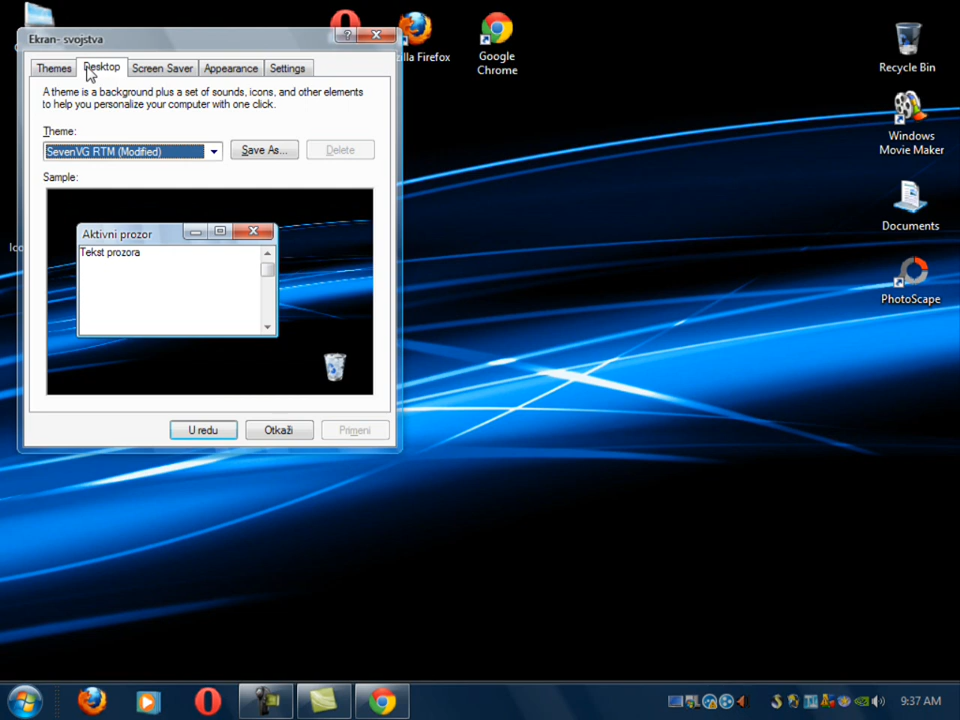 Ekran- svojstva
Themes
Desktop
Screen Saver
Appearance
Settings
A theme is a background plus a set of sounds, icons, and other elements
to help you personalize your computer with one click.
Theme:
SevenVG RTM (Modified)
Save As...
Delete
Sample:
Aktivni prozor
Tekst prozora
U redu
Otkaži
Primeni
Firefox
Google
Chrome
Recycle Bin
Windows
Movie Maker
Documents
PhotoScape
9:37 AM